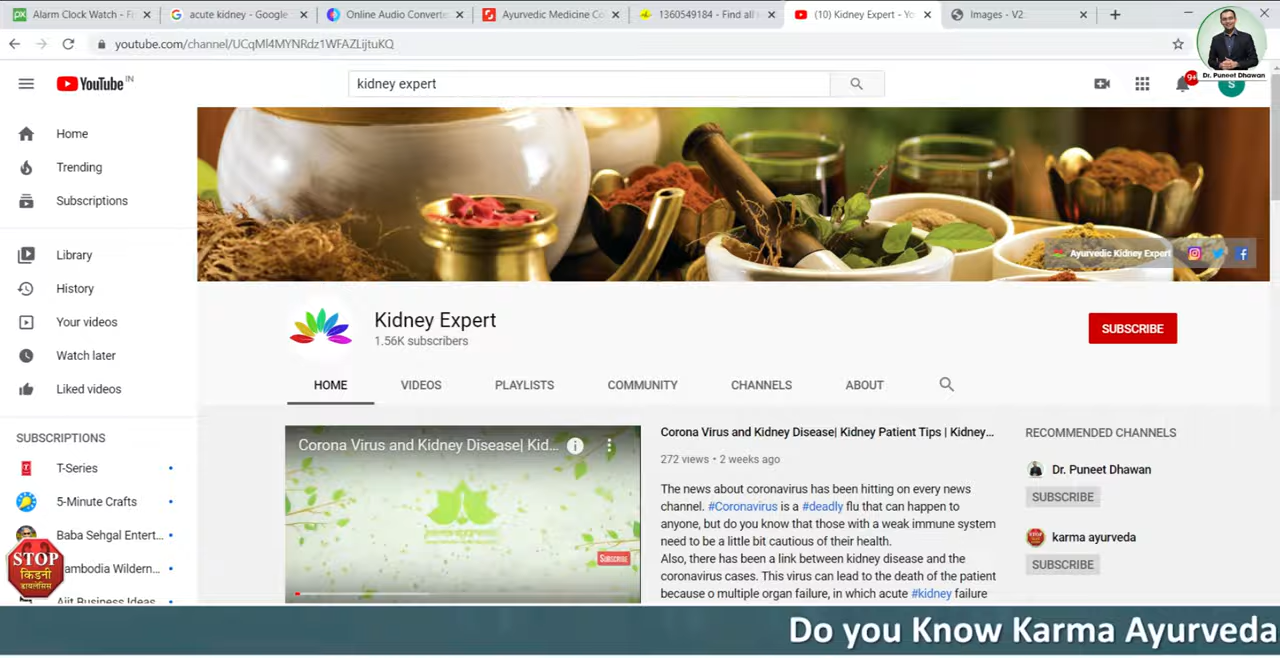 Alarm Clock Watch - F
acute kidney - Google
Online Audio Converte
Ayurvedic Medicine Co
1360549184 - Find all
(10) Kidney Expert - Yo
Images - V2
youtube.com/channel/UCqMl4MYNRdz1WFAZLijtuKQ
Dr. Puneet Dhawan
YouTube IN
kidney expert
9+
S
Home
Trending
Subscriptions
Library
History
Your videos
Watch later
Liked videos
SUBSCRIPTIONS
T-Series
5-Minute Crafts
Baba Sehgal Entert...
ambodia Wildern...
Ajit Business Ideas
STOP
किडनी
डायलेसिस
Ayurvedic Kidney Expert
Kidney Expert
1.56K subscribers
SUBSCRIBE
HOME
VIDEOS
PLAYLISTS
COMMUNITY
CHANNELS
ABOUT
Corona Virus and Kidney Disease| Kid...
SUBSCRIBE
Corona Virus and Kidney Disease| Kidney Patient Tips | Kidney...
272 views • 2 weeks ago
The news about coronavirus has been hitting on every news
channel. #Coronavirus is a #deadly flu that can happen to
anyone, but do you know that those with a weak immune system
need to be a little bit cautious of their health.
Also, there has been a link between kidney disease and the
coronavirus cases. This virus can lead to the death of the patient
because o multiple organ failure, in which acute #kidney failure
RECOMMENDED CHANNELS
Dr. Puneet Dhawan
SUBSCRIBE
karma ayurveda
SUBSCRIBE
Do you Know Karma Ayurveda